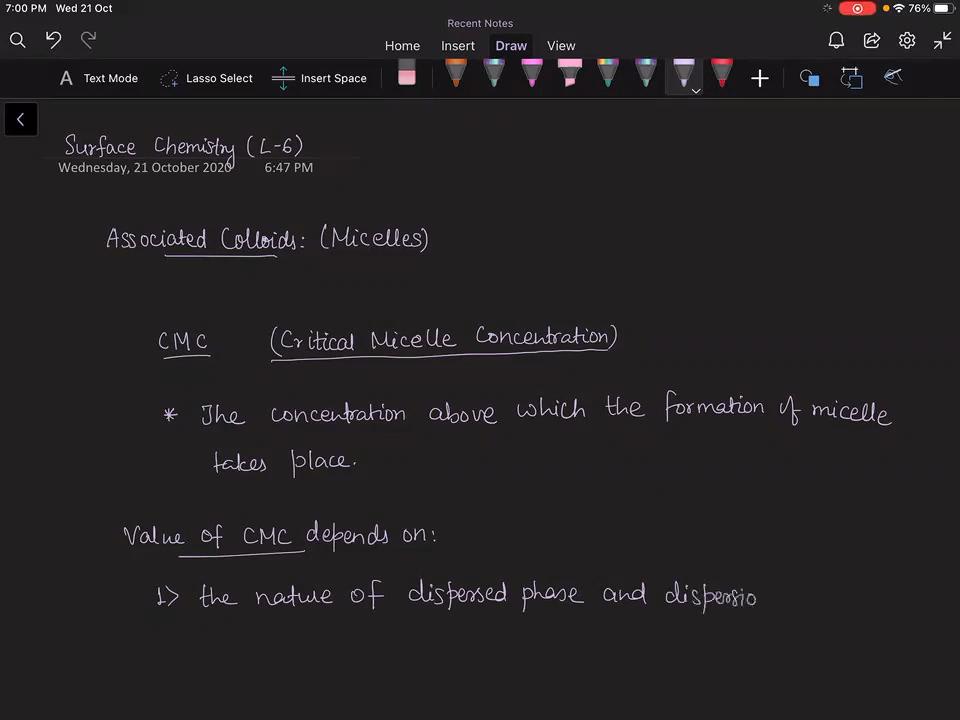 7:00 PM Wed 21 Oct
76%
Recent Notes
Home Insert Draw View
Text Mode Lasso Select Insert Space
Surface Chemistry (L-6)
Wednesday, 21 October 2020 6:47 PM
Associated Colloids: (Micelles)
CMC (Critical Micelle Concentration)
* The concentration above which the formation of micelle
takes place.
Value of CMC depends on:
1> the nature of dispersed phase and dispersio